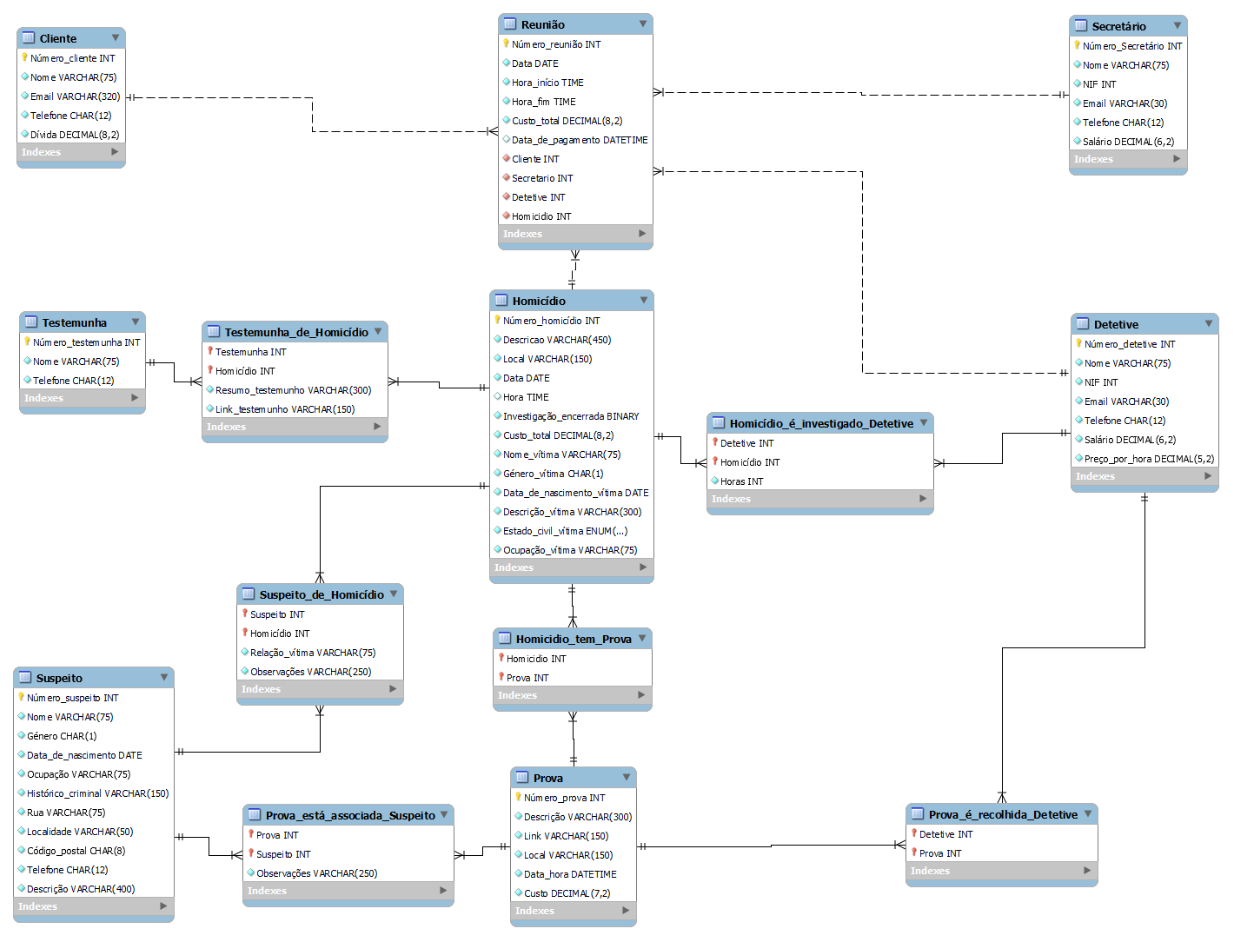 Cliente
Número_cliente INT
Nome VARCHAR(75)
Email VARCHAR(320)
Telefone CHAR(12)
Dívida DECIMAL(8,2)
Indexes
Reunião
Número_reunião INT
Data DATE
Hora_início TIME
Hora_fim TIME
Custo_total DECIMAL(8,2)
Data_de_pagamento DATETIME
Cliente INT
Secretario INT
Detetive INT
Homicidio INT
Indexes
Secretário
Número_Secretário INT
Nome VARCHAR(75)
NIF INT
Email VARCHAR(30)
Telefone CHAR(12)
Salário DECIMAL(6,2)
Indexes
Testemunha
Número_testemunha INT
Nome VARCHAR(75)
Telefone CHAR(12)
Indexes
Testemunha_de_Homicídio
Testemunha INT
Homicídio INT
Resumo_testemunho VARCHAR(300)
Link_testemunho VARCHAR(150)
Indexes
Homicídio
Número_homicídio INT
Descricao VARCHAR(450)
Local VARCHAR(150)
Data DATE
Hora TIME
Investigação_encerrada BINARY
Custo_total DECIMAL(8,2)
Nome_vítima VARCHAR(75)
Género_vítima CHAR(1)
Data_de_nascimento_vítima DATE
Descrição_vítima VARCHAR(300)
Estado_civil_vítima ENUM(...)
Ocupação_vítima VARCHAR(75)
Indexes
Detetive
Número_detetive INT
Nome VARCHAR(75)
NIF INT
Email VARCHAR(30)
Telefone CHAR(12)
Salário DECIMAL(6,2)
Preço_por_hora DECIMAL(5,2)
Indexes
Homicídio_é_investigado_Detetive
Detetive INT
Homicídio INT
Horas INT
Indexes
Suspeito_de_Homicídio
Suspeito INT
Homicídio INT
Relação_vítima VARCHAR(75)
Observações VARCHAR(250)
Indexes
Homicidio_tem_Prova
Homicidio INT
Prova INT
Indexes
Suspeito
Número_suspeito INT
Nome VARCHAR(75)
Género CHAR(1)
Data_de_nascimento DATE
Ocupação VARCHAR(75)
Histórico_criminal VARCHAR(150)
Rua VARCHAR(75)
Localidade VARCHAR(50)
Código_postal CHAR(8)
Telefone CHAR(12)
Descrição VARCHAR(400)
Indexes
Prova_está_associada_Suspeito
Prova INT
Suspeito INT
Observações VARCHAR(250)
Indexes
Prova
Número_prova INT
Descrição VARCHAR(300)
Link VARCHAR(150)
Local VARCHAR(150)
Data_hora DATETIME
Custo DECIMAL(7,2)
Indexes
Prova_é_recolhida_Detetive
Detetive INT
Prova INT
Indexes